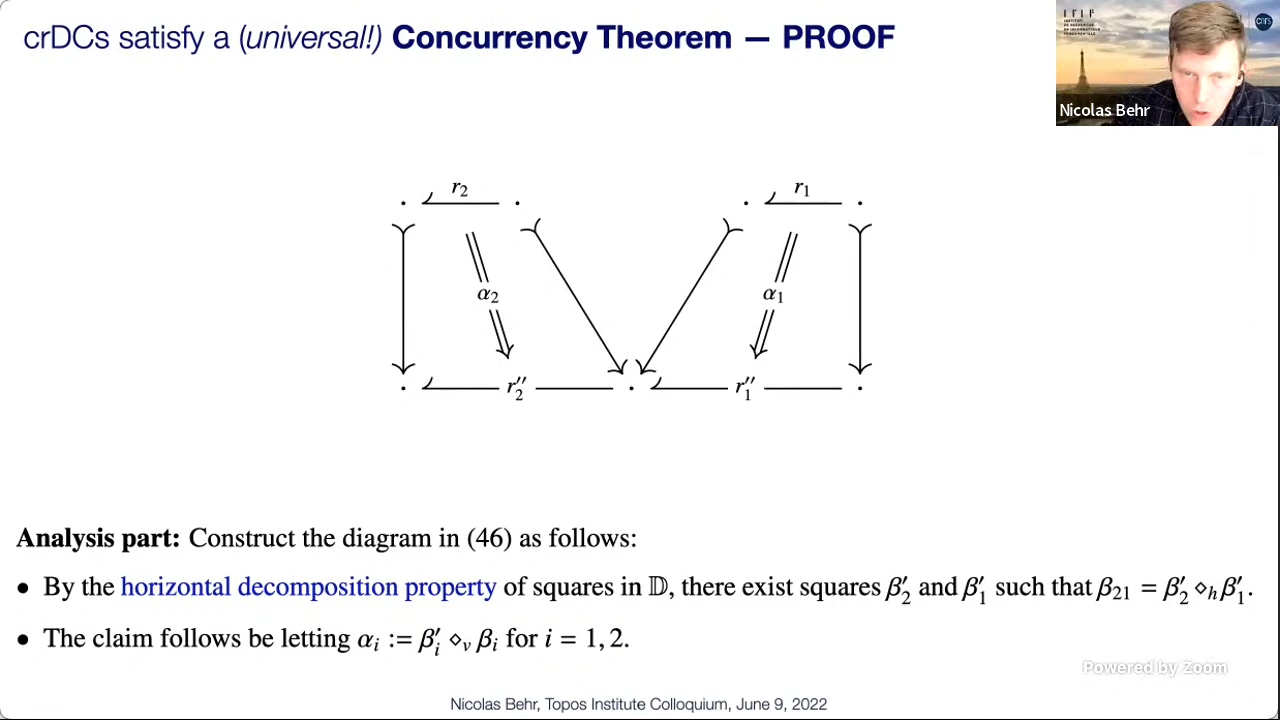 crDCs satisfy a (universal!) Concurrency Theorem — PROOF
Nicolas Behr
r₂ r₁
α₂ α₁
r₂″ r₁″
Analysis part: Construct the diagram in (46) as follows:
• By the horizontal decomposition property of squares in 𝔻, there exist squares β′₂ and β′₁ such that β₂₁ = β′₂ ⋄ₕ β′₁.
• The claim follows be letting αᵢ := β′ᵢ ⋄ᵥ βᵢ for i = 1, 2.
Powered by Zoom
Nicolas Behr, Topos Institute Colloquium, June 9, 2022